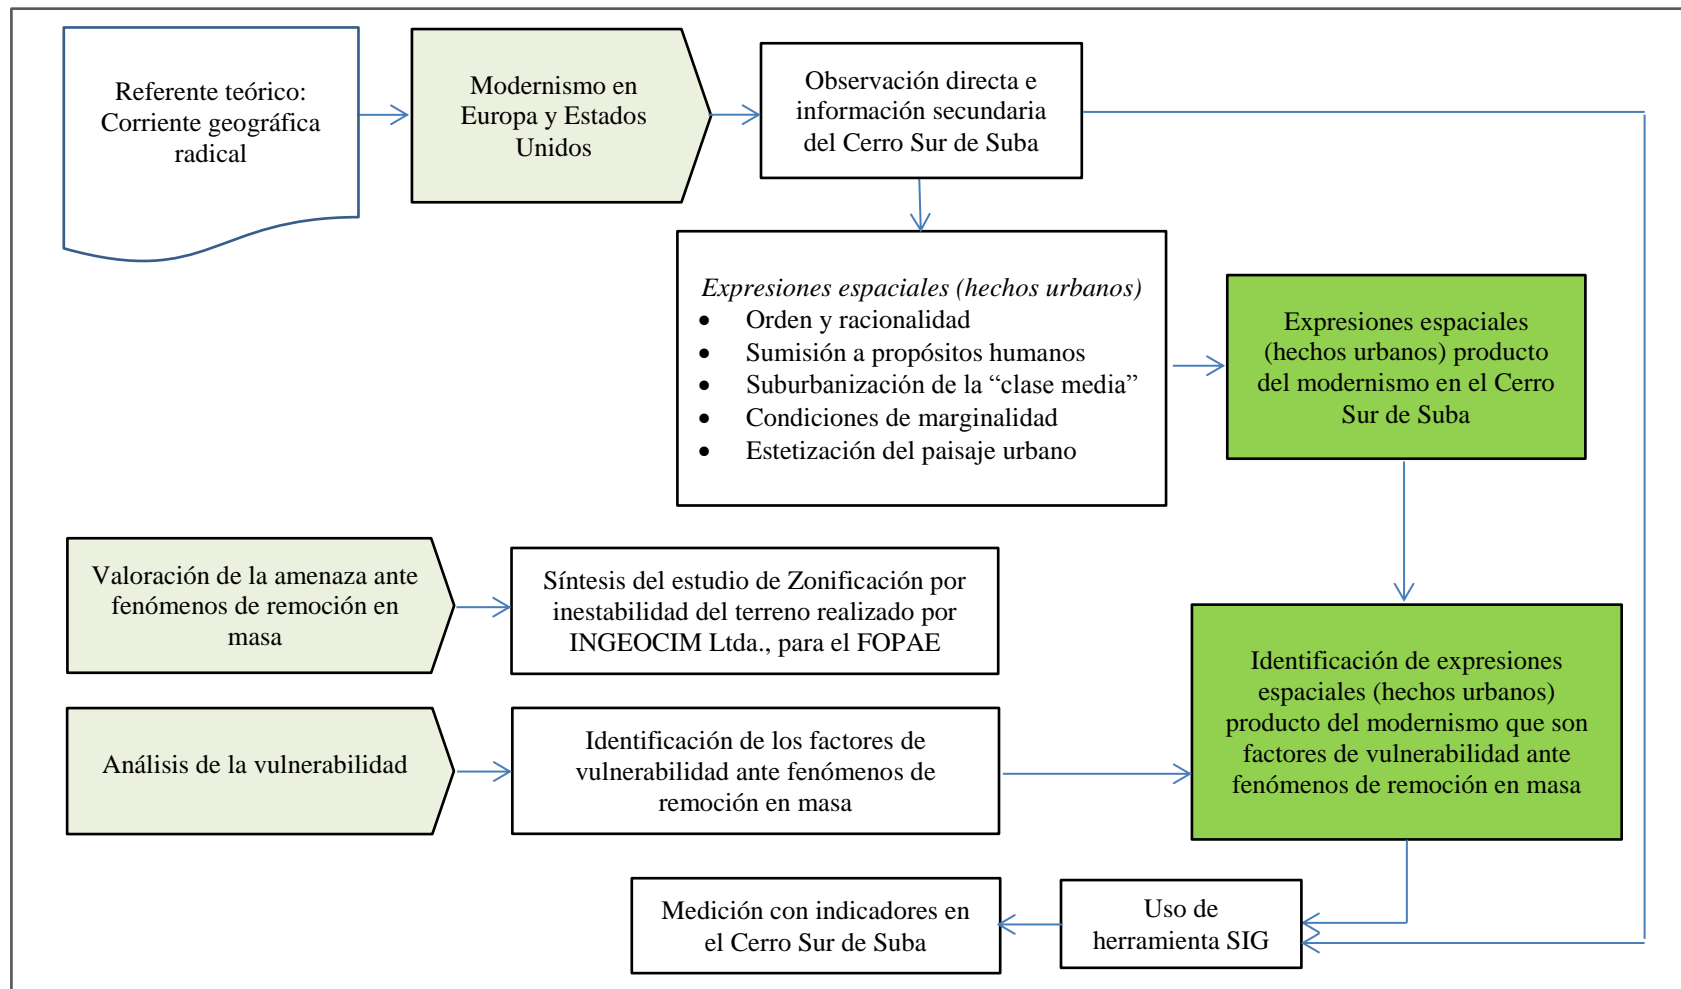 Referente teórico:
Corriente geográfica
radical
Modernismo en
Europa y Estados
Unidos
Observación directa e
información secundaria
del Cerro Sur de Suba
Expresiones espaciales (hechos urbanos)
• Orden y racionalidad
• Sumisión a propósitos humanos
• Suburbanización de la “clase media”
• Condiciones de marginalidad
• Estetización del paisaje urbano
Expresiones espaciales
(hechos urbanos) producto
del modernismo en el Cerro
Sur de Suba
Valoración de la amenaza ante
fenómenos de remoción en
masa
Síntesis del estudio de Zonificación por
inestabilidad del terreno realizado por
INGEOCIM Ltda., para el FOPAE
Identificación de expresiones
espaciales (hechos urbanos)
producto del modernismo que son
factores de vulnerabilidad ante
fenómenos de remoción en masa
Análisis de la vulnerabilidad
Identificación de los factores de
vulnerabilidad ante fenómenos de
remoción en masa
Medición con indicadores en
el Cerro Sur de Suba
Uso de
herramienta SIG